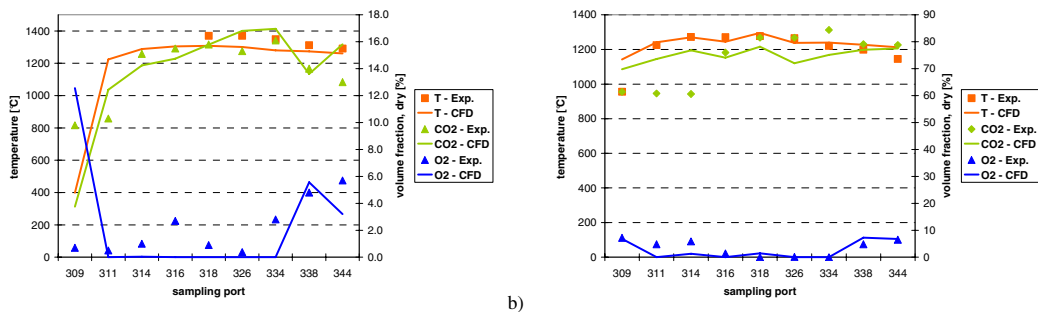 1400
1200
1000
800
600
400
200
0
temperature [°C]
18.0
16.0
14.0
12.0
10.0
8.0
6.0
4.0
2.0
0.0
volume fraction, dry [%]
309 311 314 316 318 326 334 338 344
sampling port
T - Exp.
T - CFD
CO2 - Exp.
CO2 - CFD
O2 - Exp.
O2 - CFD
b)
1400
1200
1000
800
600
400
200
0
temperature [°C]
90
80
70
60
50
40
30
20
10
0
volume fraction, dry [%]
309 311 314 316 318 326 334 338 344
sampling port
T - Exp.
T - CFD
CO2 - Exp.
CO2 - CFD
O2 - Exp.
O2 - CFD